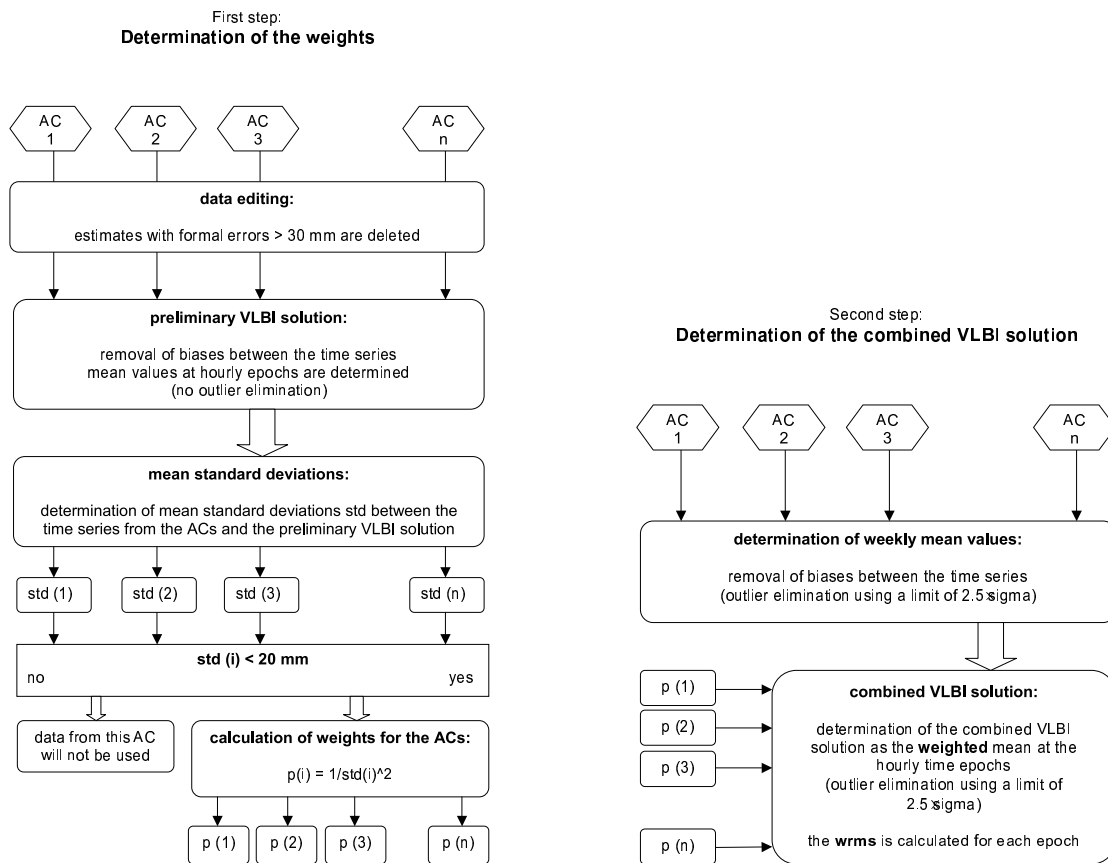 First step:
Determination of the weights
AC
1
AC
2
AC
3
AC
n
data editing:
estimates with formal errors > 30 mm are deleted
preliminary VLBI solution:
removal of biases between the time series
mean values at hourly epochs are determined
(no outlier elimination)
mean standard deviations:
determination of mean standard deviations std between the
time series from the ACs and the preliminary VLBI solution
std (1)
std (2)
std (3)
std (n)
std (i) < 20 mm
no
yes
data from this AC
will not be used
calculation of weights for the ACs:
p(i) = 1/std(i)^2
p (1)
p (2)
p (3)
p (n)
Second step:
Determination of the combined VLBI solution
AC
1
AC
2
AC
3
AC
n
determination of weekly mean values:
removal of biases between the time series
(outlier elimination using a limit of 2.5xsigma)
p (1)
p (2)
p (3)
p (n)
combined VLBI solution:
determination of the combined VLBI
solution as the weighted mean at the
hourly time epochs
(outlier elimination using a limit of
2.5xsigma)
the wrms is calculated for each epoch